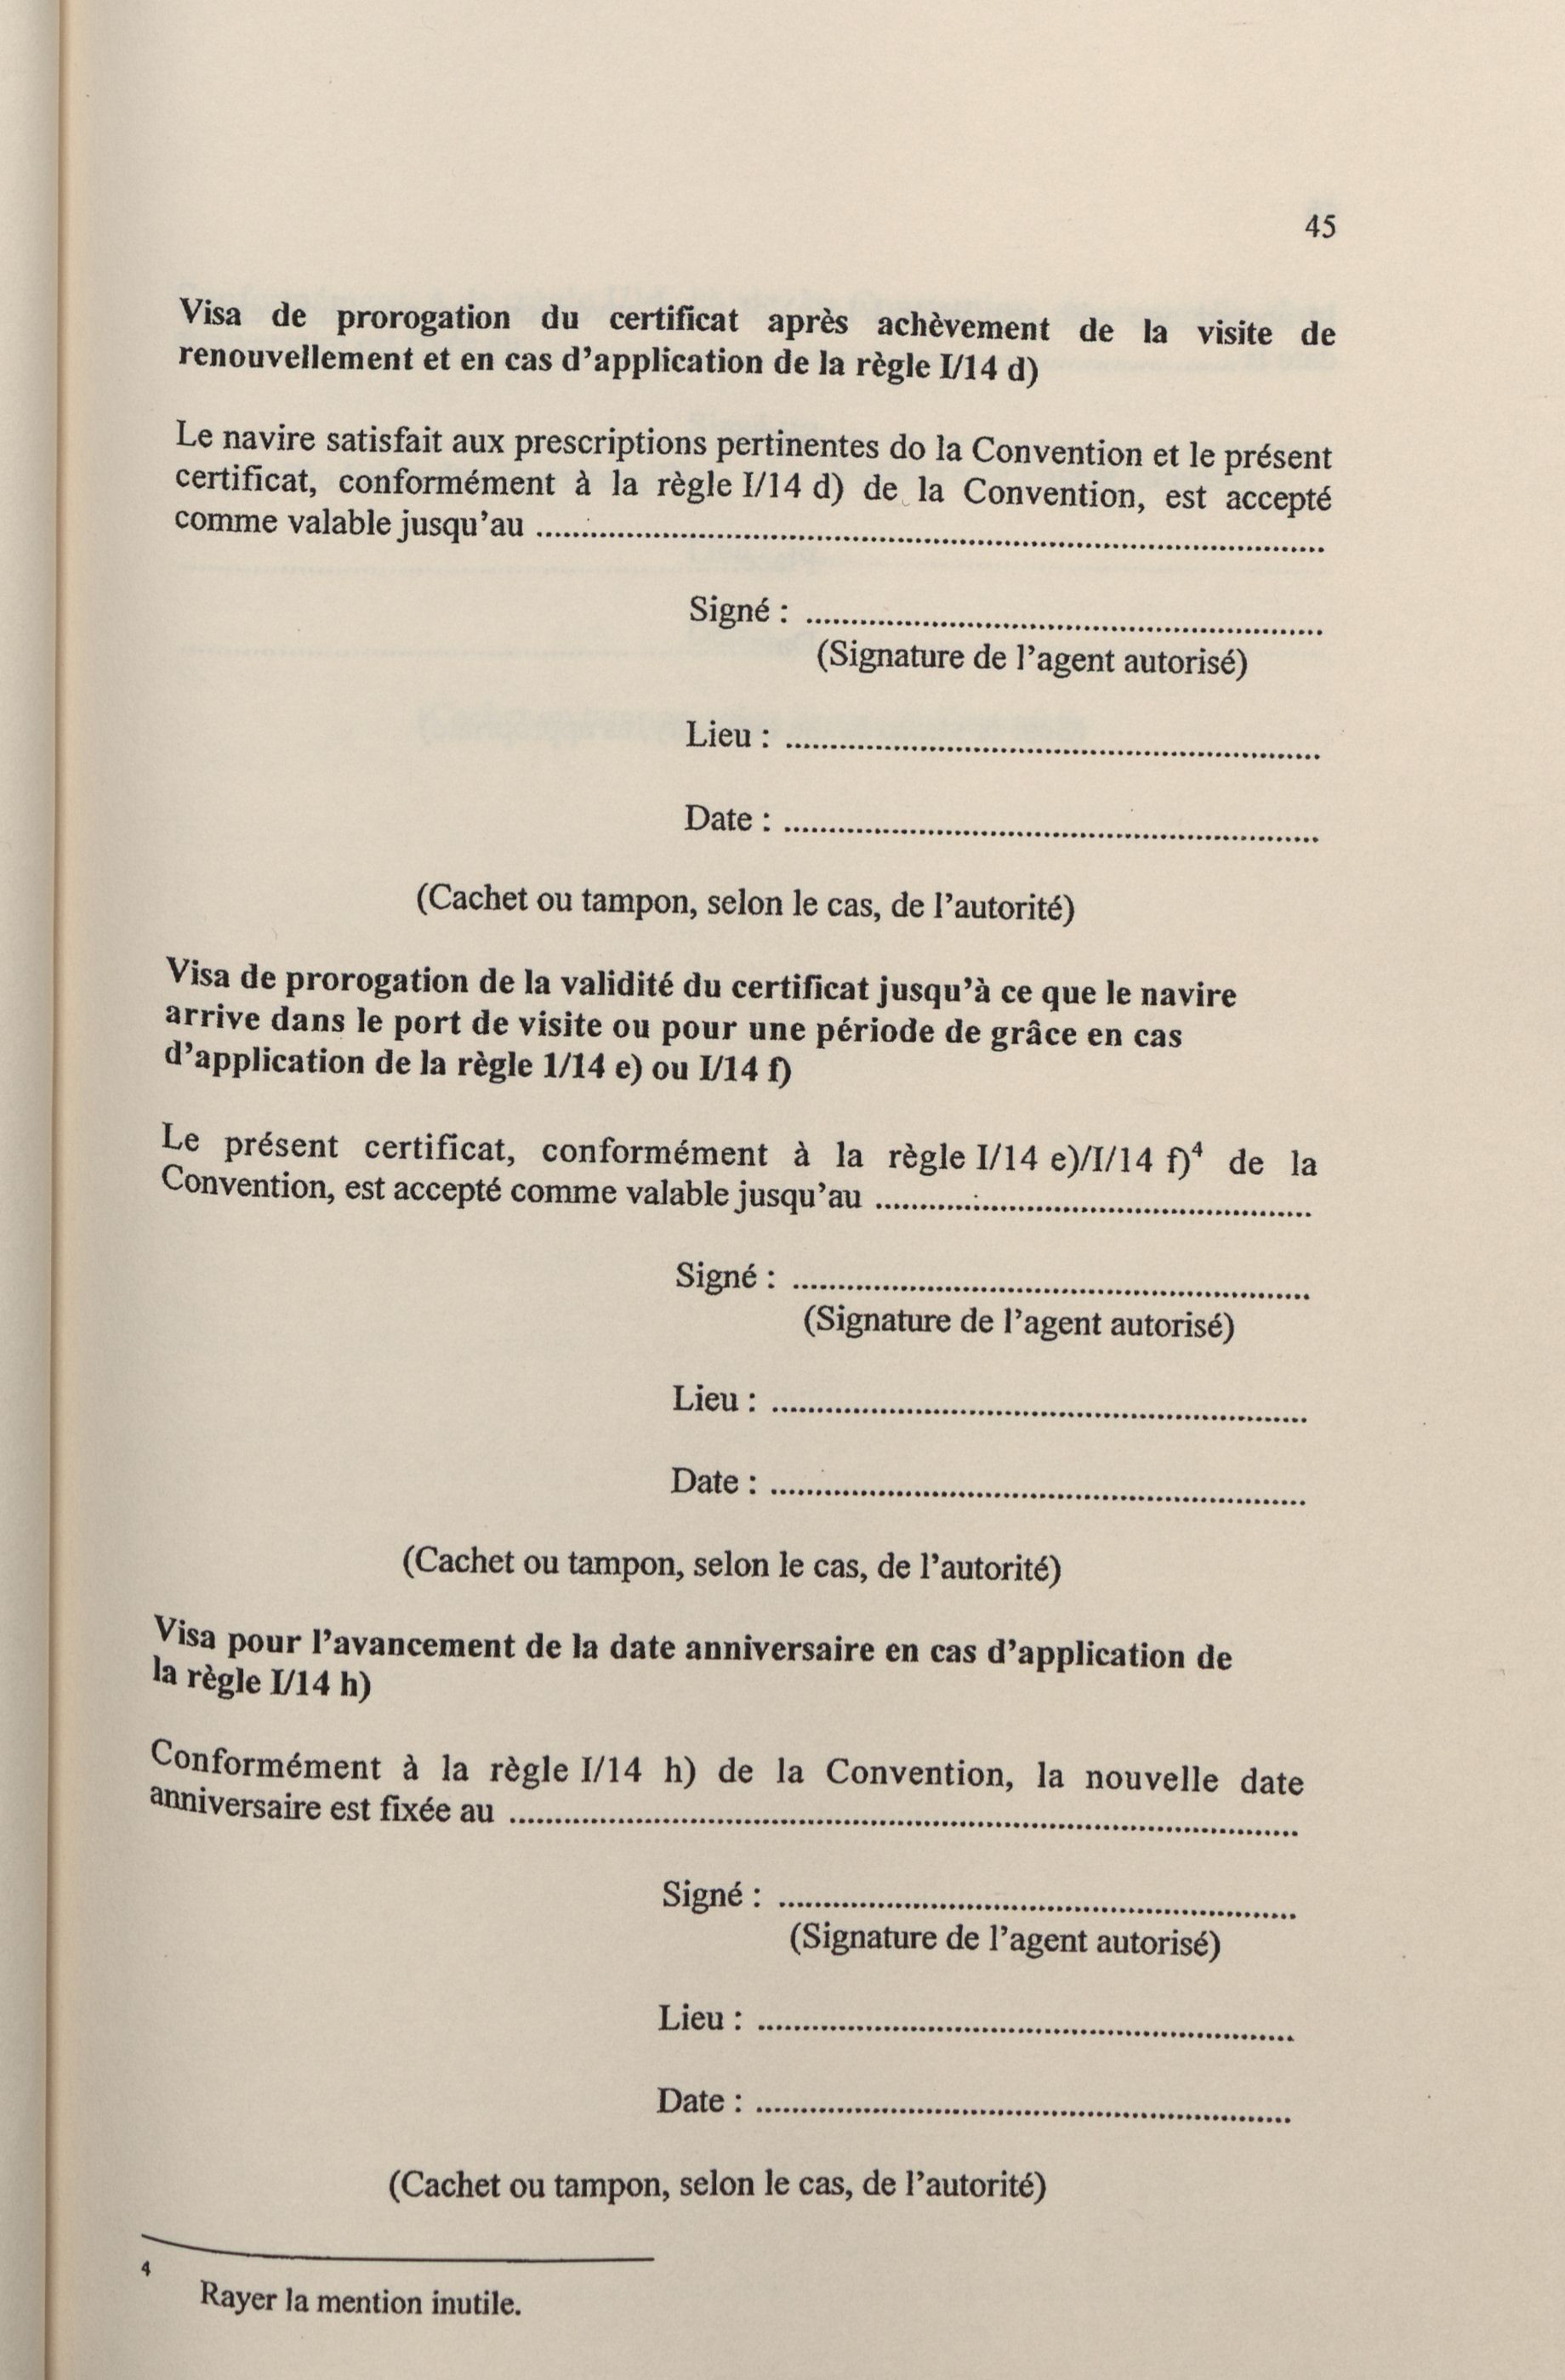 45
Visa de prorogation du certificat après achèvement de la visite de
renouvellement et en cas d'application de la règle I/14 d)
Le navire satisfait aux prescriptions pertinentes do la Convention et le présent
certificat, conformément à la règle I/14 d) de la Convention, est accepté
comme valable jusqu'au ................................................................................
Signé : ................................................................
(Signature de l'agent autorisé)
Lieu : ................................................................
Date : ................................................................
(Cachet ou tampon, selon le cas, de l'autorité)
Visa de prorogation de la validité du certificat jusqu'à ce que le navire
arrive dans le port de visite ou pour une période de grâce en cas
d'application de la règle 1/14 e) ou I/14 f)
Le présent certificat, conformément à la règle I/14 e)/I/14 f)⁴ de la
Convention, est accepté comme valable jusqu'au ................................................
Signé : ................................................................
(Signature de l'agent autorisé)
Lieu : ................................................................
Date : ................................................................
(Cachet ou tampon, selon le cas, de l'autorité)
Visa pour l'avancement de la date anniversaire en cas d'application de
la règle I/14 h)
Conformément à la règle I/14 h) de la Convention, la nouvelle date
anniversaire est fixée au ................................................................................
Signé : ................................................................
(Signature de l'agent autorisé)
Lieu : ................................................................
Date : ................................................................
(Cachet ou tampon, selon le cas, de l'autorité)
4
Rayer la mention inutile.